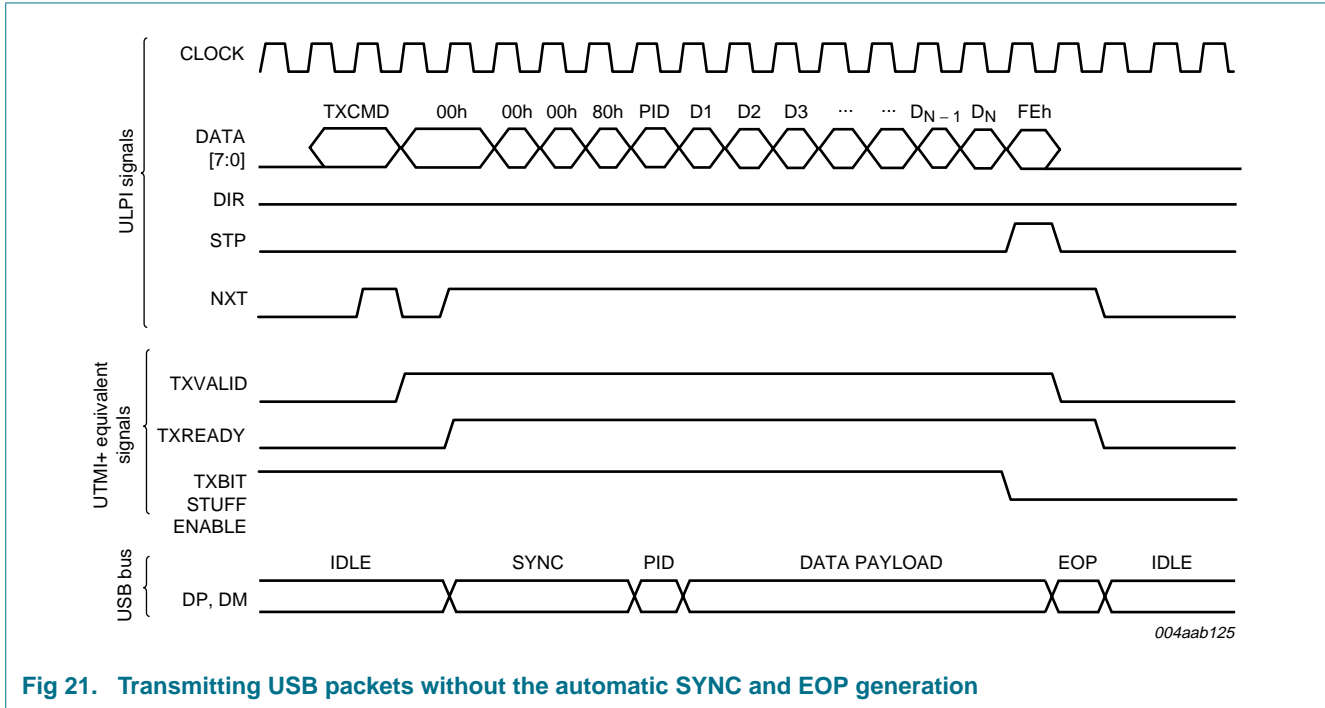 CLOCK
TXCMD 00h 00h 00h 80h PID D1 D2 D3 ... ... DN – 1 DN FEh
DATA
[7:0]
DIR
STP
NXT
ULPI signals
TXVALID
TXREADY
TXBIT
STUFF
ENABLE
UTMI+ equivalent
signals
IDLE SYNC PID DATA PAYLOAD EOP IDLE
DP, DM
USB bus
004aab125
Fig 21. Transmitting USB packets without the automatic SYNC and EOP generation